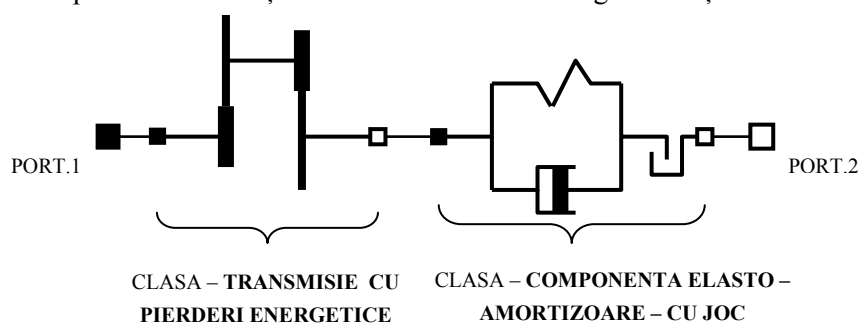 PORT.1
PORT.2
CLASA – TRANSMISIE CU
PIERDERI ENERGETICE
CLASA – COMPONENTA ELASTO –
AMORTIZOARE – CU JOC